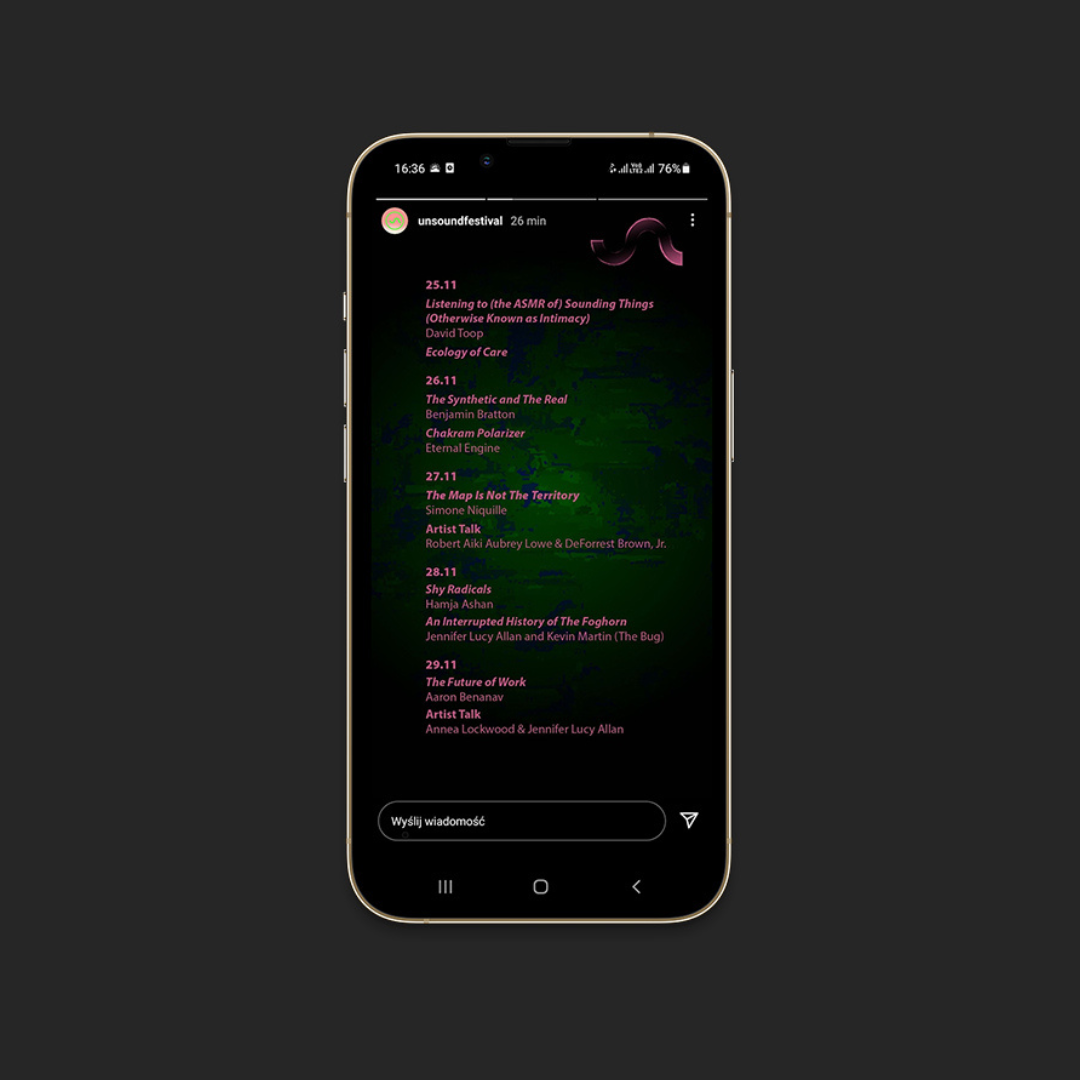 16:36
76%
unsoundfestival 26 min
25.11
Listening to (the ASMR of) Sounding Things
(Otherwise Known as Intimacy)
David Toop
Ecology of Care
26.11
The Synthetic and The Real
Benjamin Bratton
Chakram Polarizer
Eternal Engine
27.11
The Map Is Not The Territory
Simone Niquille
Artist Talk
Robert Aiki Aubrey Lowe & DeForrest Brown, Jr.
28.11
Shy Radicals
Hamja Ashan
An Interrupted History of The Foghorn
Jennifer Lucy Allan and Kevin Martin (The Bug)
29.11
The Future of Work
Aaron Benanav
Artist Talk
Annea Lockwood & Jennifer Lucy Allan
Wyślij wiadomość